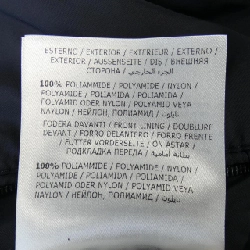 ESTERNO / EXTERIOR / EXTERIEUR / EXTERNO /
EXTERIOR / AUSSENSEITE / DIŞ / ВНЕШНАЯ
СТОРОНА / الجزء الخارجي
100% POLIAMMIDE / POLYAMIDE / NYLON /
POLYAMIDE / POLIAMIDA / POLIAMIDA /
POLYAMID ODER NYLON / POLYAMID VEYA
NAYLON / НЕЙЛОН, ПОЛИАМИД /
FODERA DAVANTI / FRONT LINING / DOUBLURE
DEVANT / FORRO DELANTERO / FORRO FRENTE
/ FUTTER VORDERSEITE / ÖN ASTAR /
ПОДКЛАДКА ПЕРЕДА / بطانة أمامية
100% POLIAMMIDE / POLYAMIDE / NYLON /
POLYAMIDE / POLIAMIDA / POLIAMIDA /
POLYAMID ODER NYLON / POLYAMID VEYA
NAYLON / НЕЙЛОН, ПОЛИАМИД /